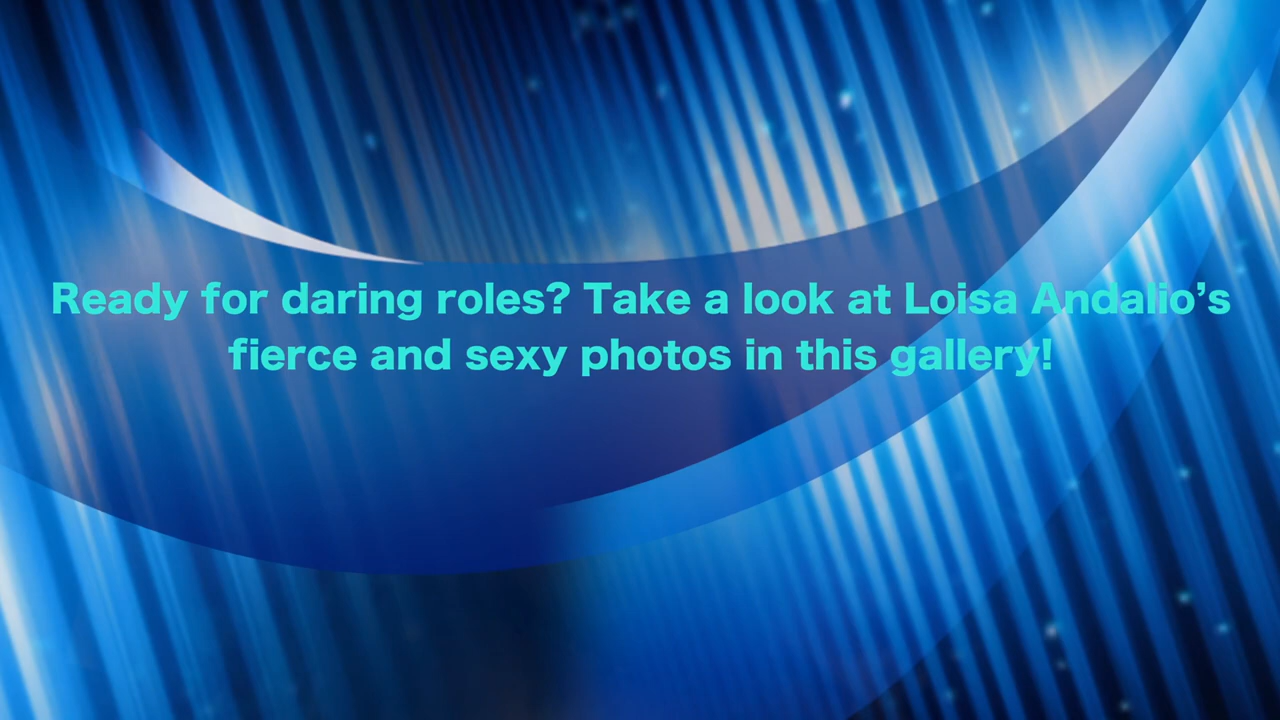 Ready for daring roles? Take a look at Loisa Andalio’s
fierce and sexy photos in this gallery!